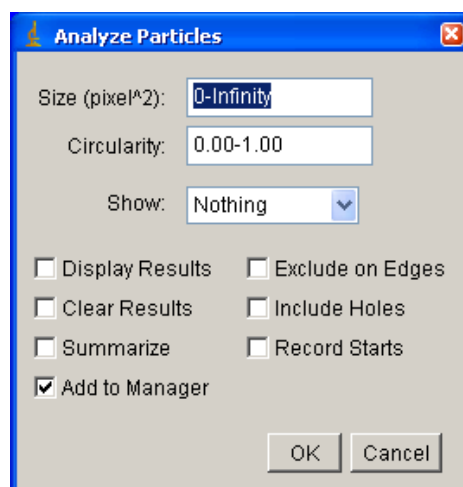 Analyze Particles
Size (pixel^2): 0-Infinity
Circularity: 0.00-1.00
Show: Nothing
Display Results Exclude on Edges
Clear Results Include Holes
Summarize Record Starts
Add to Manager
OK Cancel